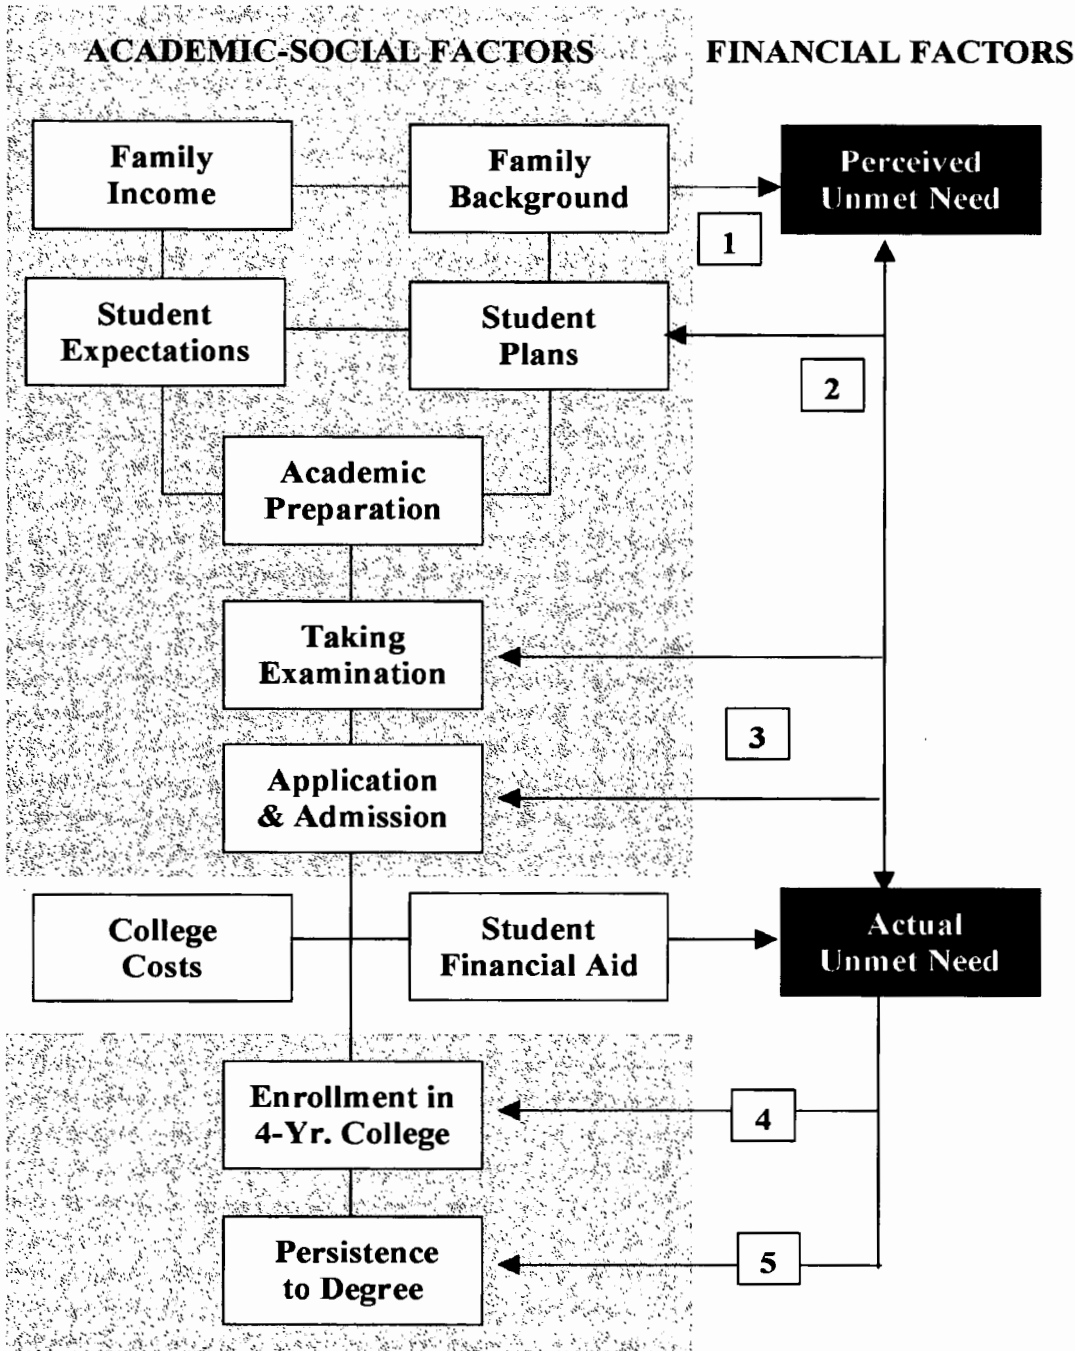 ACADEMIC-SOCIAL FACTORS
FINANCIAL FACTORS
Family
Income
Family
Background
Perceived
Unmet Need
1
Student
Expectations
Student
Plans
2
Academic
Preparation
Taking
Examination
3
Application
& Admission
College
Costs
Student
Financial Aid
Actual
Unmet Need
Enrollment in
4-Yr. College
4
Persistence
to Degree
5